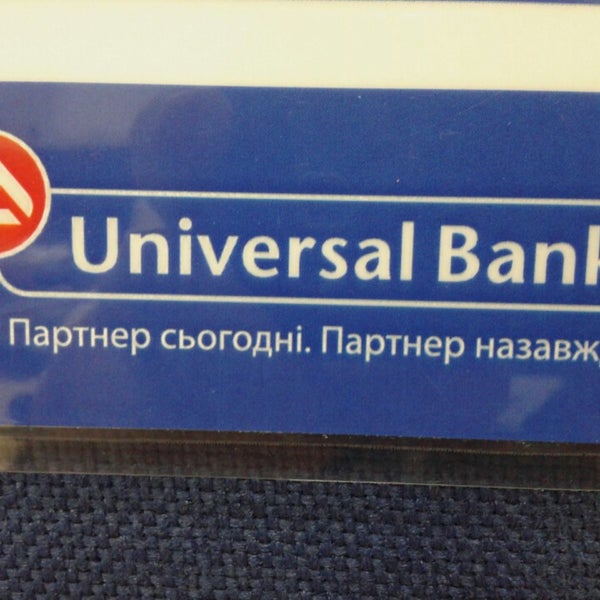 Universal Bank
Партнер сьогодні. Партнер назавж